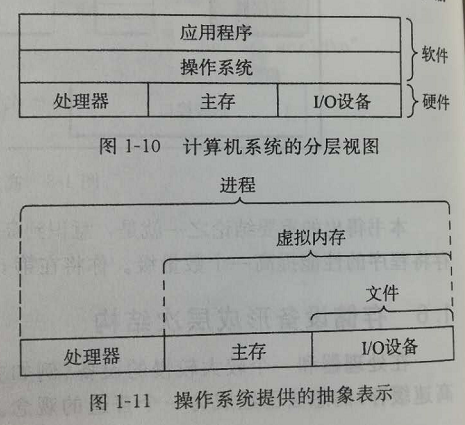 应用程序
操作系统
软件
处理器 主存 I/O设备
硬件
图 1-10 计算机系统的分层视图
进程
虚拟内存
文件
处理器 主存 I/O设备
图 1-11 操作系统提供的抽象表示